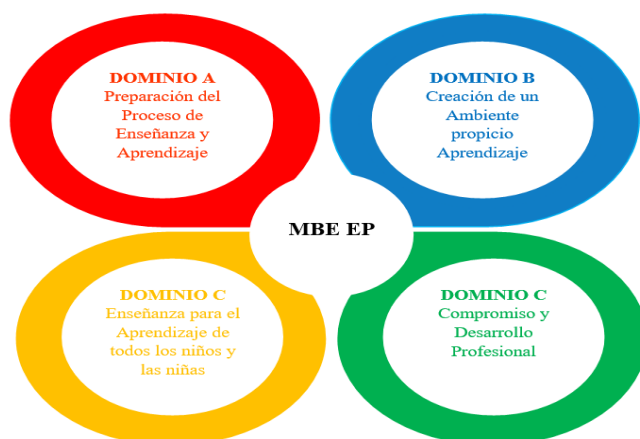 DOMINIO A
Preparación del
Proceso de
Enseñanza y
Aprendizaje
DOMINIO B
Creación de un
Ambiente
propicio
Aprendizaje
MBE EP
DOMINIO C
Enseñanza para el
Aprendizaje de
todos los niños y
las niñas
DOMINIO C
Compromiso y
Desarrollo
Profesional